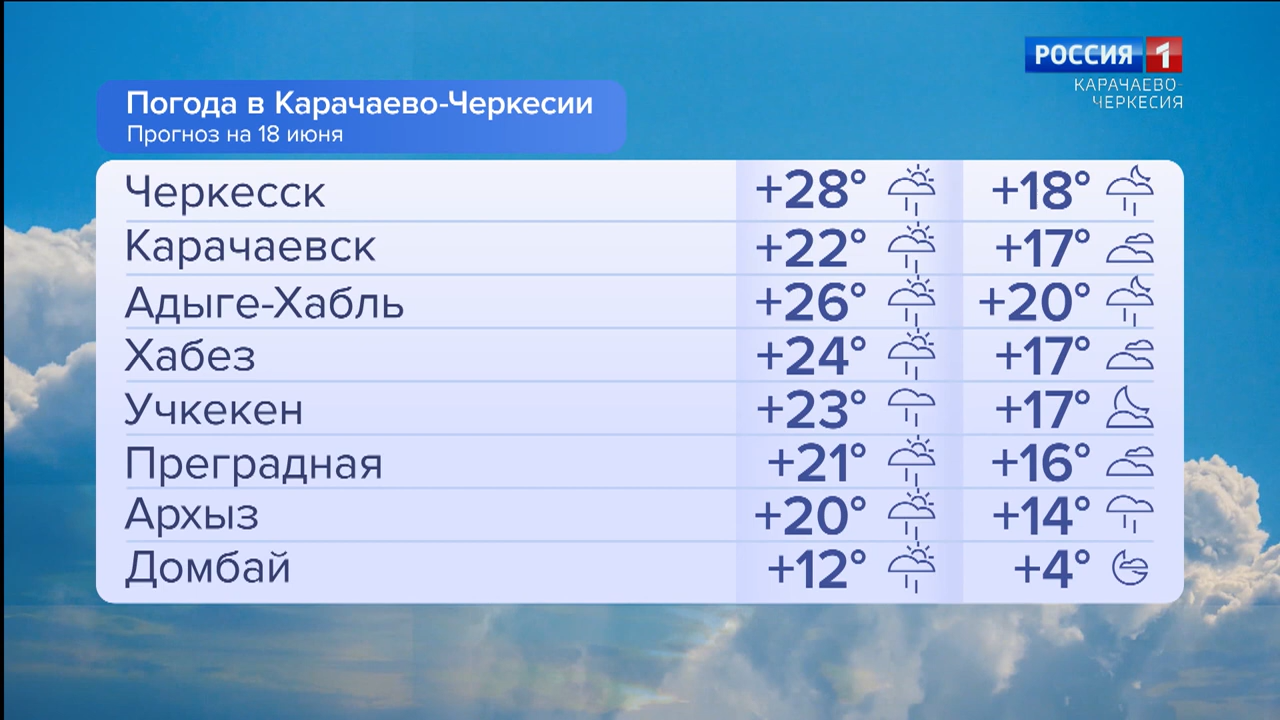 РОССИЯ 1
КАРАЧАЕВО-
ЧЕРКЕСИЯ
Погода в Карачаево-Черкесии
Прогноз на 18 июня
Черкесск +28° +18°
Карачаевск +22° +17°
Адыге-Хабль +26° +20°
Хабез +24° +17°
Учкекен +23° +17°
Преградная +21° +16°
Архыз +20° +14°
Домбай +12° +4°